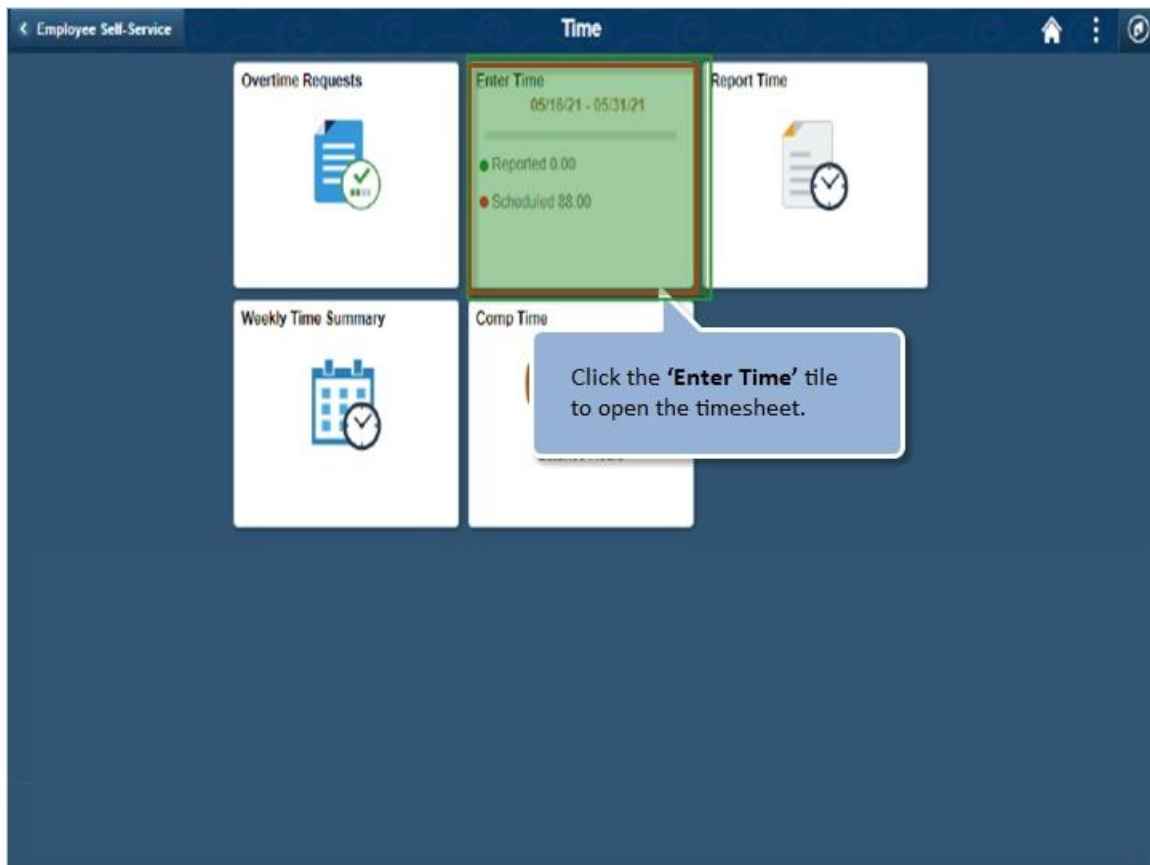 Employee Self-Service
Time
Overtime Requests
Enter Time
05/16/21 - 05/31/21
Reported 0.00
Scheduled 88.00
Report Time
Weekly Time Summary
Comp Time
Click the ‘Enter Time’ tile
to open the timesheet.